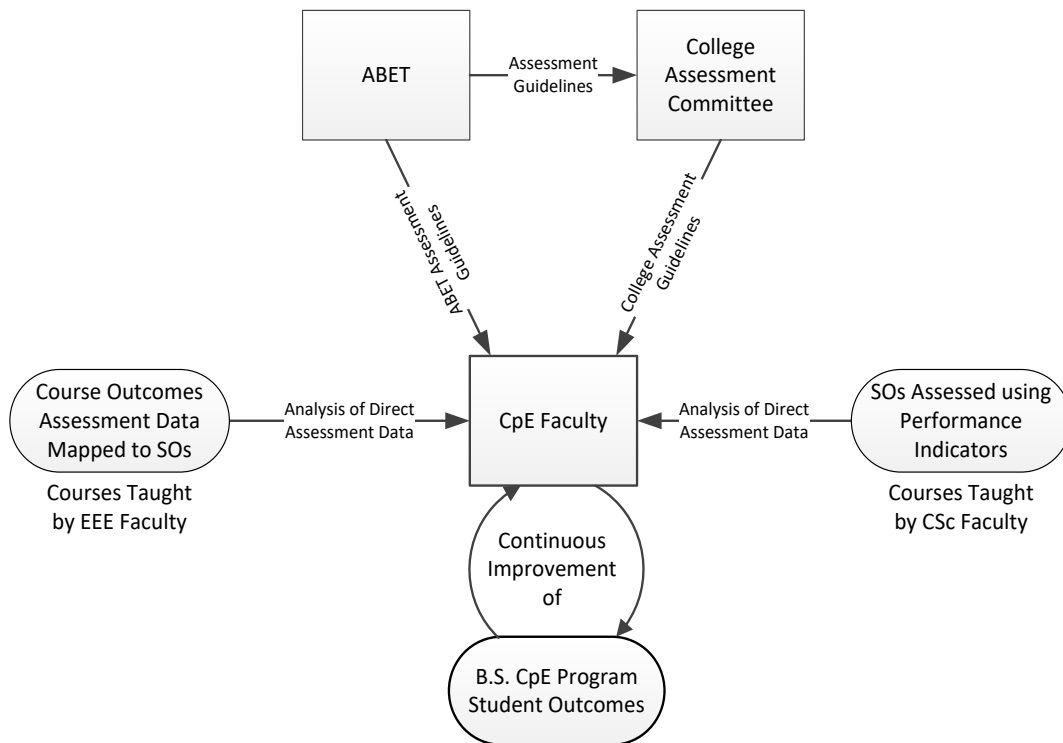 ABET
Assessment
Guidelines
College
Assessment
Committee
ABET Assessment
Guidelines
College Assessment
Guidelines
Course Outcomes
Assessment Data
Mapped to SOs
Courses Taught
by EEE Faculty
Analysis of Direct
Assessment Data
CpE Faculty
Analysis of Direct
Assessment Data
SOs Assessed using
Performance
Indicators
Courses Taught
by CSc Faculty
Continuous
Improvement
of
B.S. CpE Program
Student Outcomes